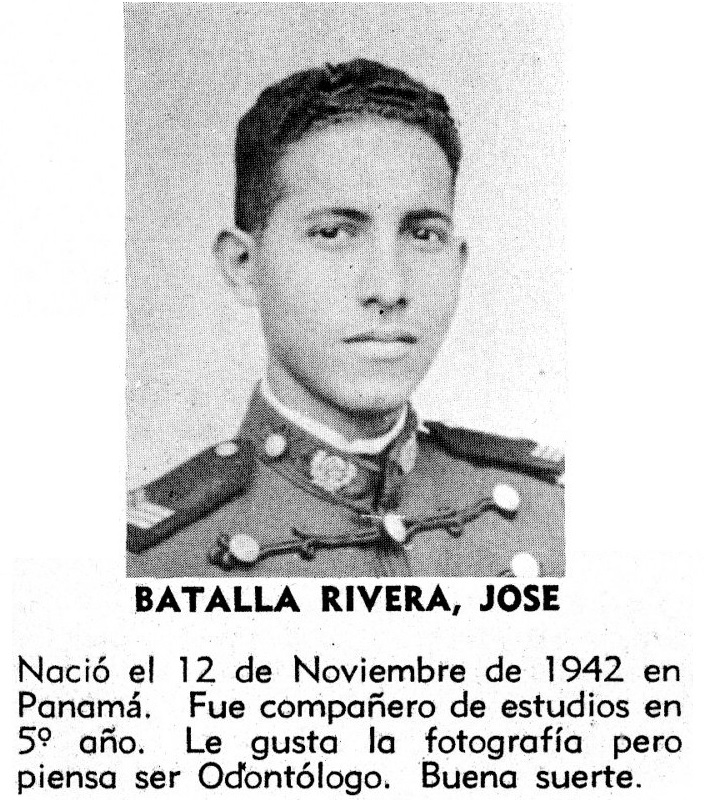 BATALLA RIVERA, JOSE
Nació el 12 de Noviembre de 1942 en
Panamá. Fue compañero de estudios en
5º año. Le gusta la fotografía pero
piensa ser Odontólogo. Buena suerte.